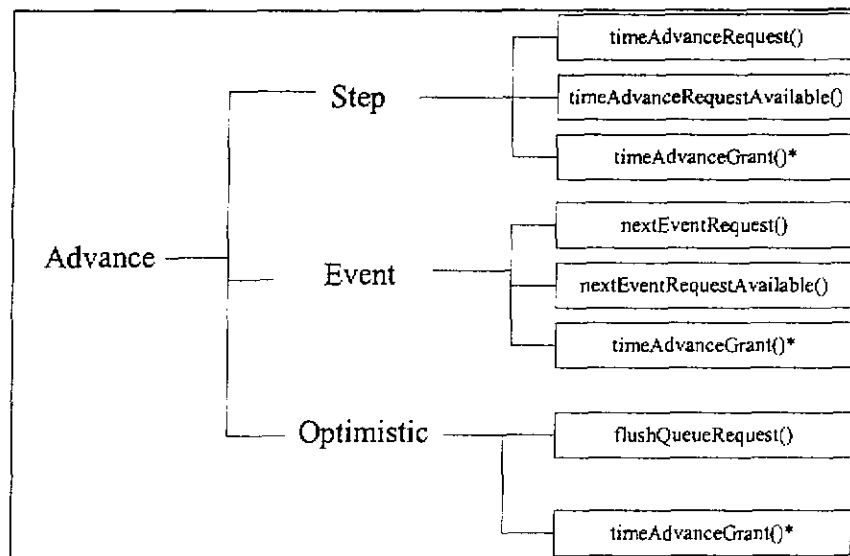 timeAdvanceRequest()
Step
timeAdvanceRequestAvailable()
timeAdvanceGrant()*
nextEventRequest()
Advance
Event
nextEventRequestAvailable()
timeAdvanceGrant()*
Optimistic
flushQueueRequest()
timeAdvanceGrant()*